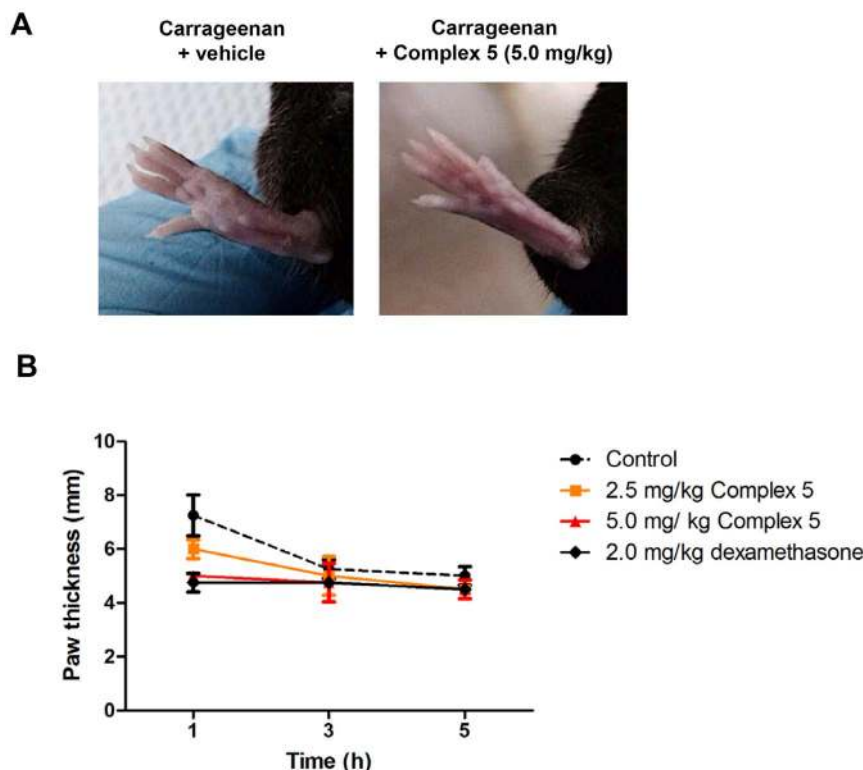 A
Carrageenan
+ vehicle
Carrageenan
+ Complex 5 (5.0 mg/kg)
B
Paw thickness (mm)
10
8
6
4
2
0
1
3
5
Time (h)
Control
2.5 mg/kg Complex 5
5.0 mg/ kg Complex 5
2.0 mg/kg dexamethasone